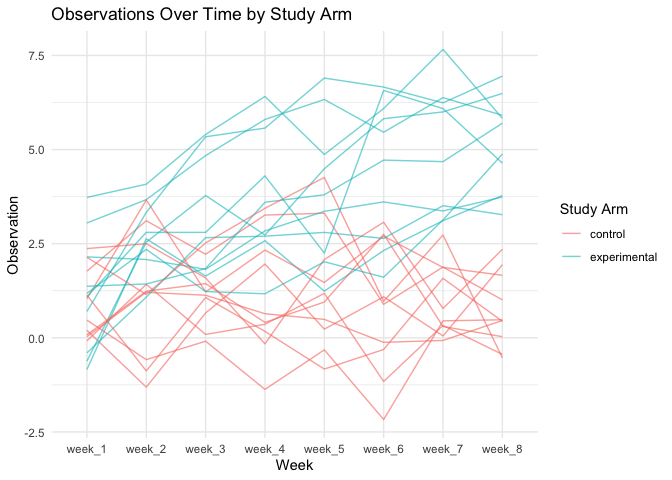 Observations Over Time by Study Arm
7.5
5.0
2.5
0.0
-2.5
Observation
week_1 week_2 week_3 week_4 week_5 week_6 week_7 week_8
Week
Study Arm
control
experimental